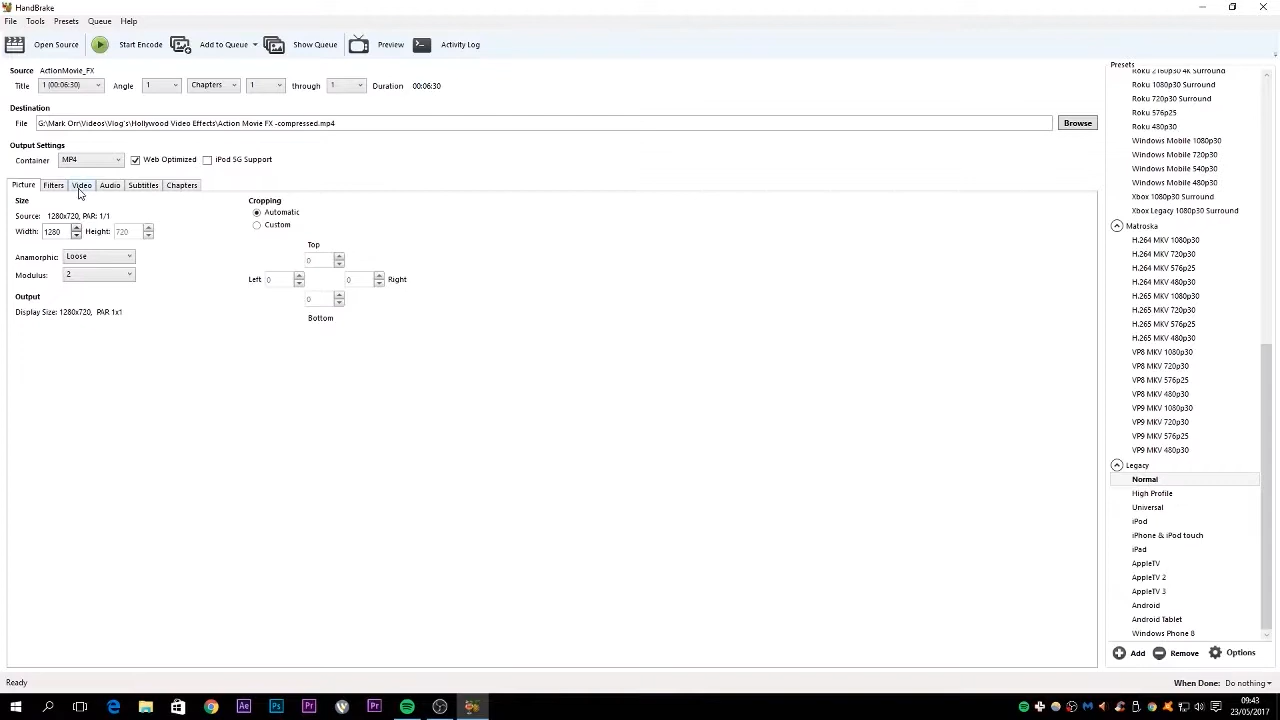 HandBrake
File Tools Presets Queue Help
Open Source Start Encode Add to Queue Show Queue Preview Activity Log
Source ActionMovie_FX
Title 1 (00:06:30) Angle 1 Chapters 1 through 1 Duration 00:06:30
Destination
File G:\Mark Orr\Videos\Vlog's\Hollywood Video Effects\Action Movie FX -compressed.mp4 Browse
Output Settings
Container MP4 Web Optimized iPod 5G Support
Picture Filters Video Audio Subtitles Chapters
Size
Source: 1280x720, PAR: 1/1
Width: 1280 Height: 720
Anamorphic: Loose
Modulus: 2
Output
Display Size: 1280x720, PAR 1x1
Cropping
Automatic
Custom
Top
0
Left 0 0 Right
0
Bottom
Presets
Roku 2160p30 4K Surround
Roku 1080p30 Surround
Roku 720p30 Surround
Roku 576p25
Roku 480p30
Windows Mobile 1080p30
Windows Mobile 720p30
Windows Mobile 540p30
Windows Mobile 480p30
Xbox 1080p30 Surround
Xbox Legacy 1080p30 Surround
Matroska
H.264 MKV 1080p30
H.264 MKV 720p30
H.264 MKV 576p25
H.264 MKV 480p30
H.265 MKV 1080p30
H.265 MKV 720p30
H.265 MKV 576p25
H.265 MKV 480p30
VP8 MKV 1080p30
VP8 MKV 720p30
VP8 MKV 576p25
VP8 MKV 480p30
VP9 MKV 1080p30
VP9 MKV 720p30
VP9 MKV 576p25
VP9 MKV 480p30
Legacy
Normal
High Profile
Universal
iPod
iPhone & iPod touch
iPad
AppleTV
AppleTV 2
AppleTV 3
Android
Android Tablet
Windows Phone 8
Add Remove Options
Ready When Done: Do nothing
Ae Ps Pr Pr
09:43
23/05/2017